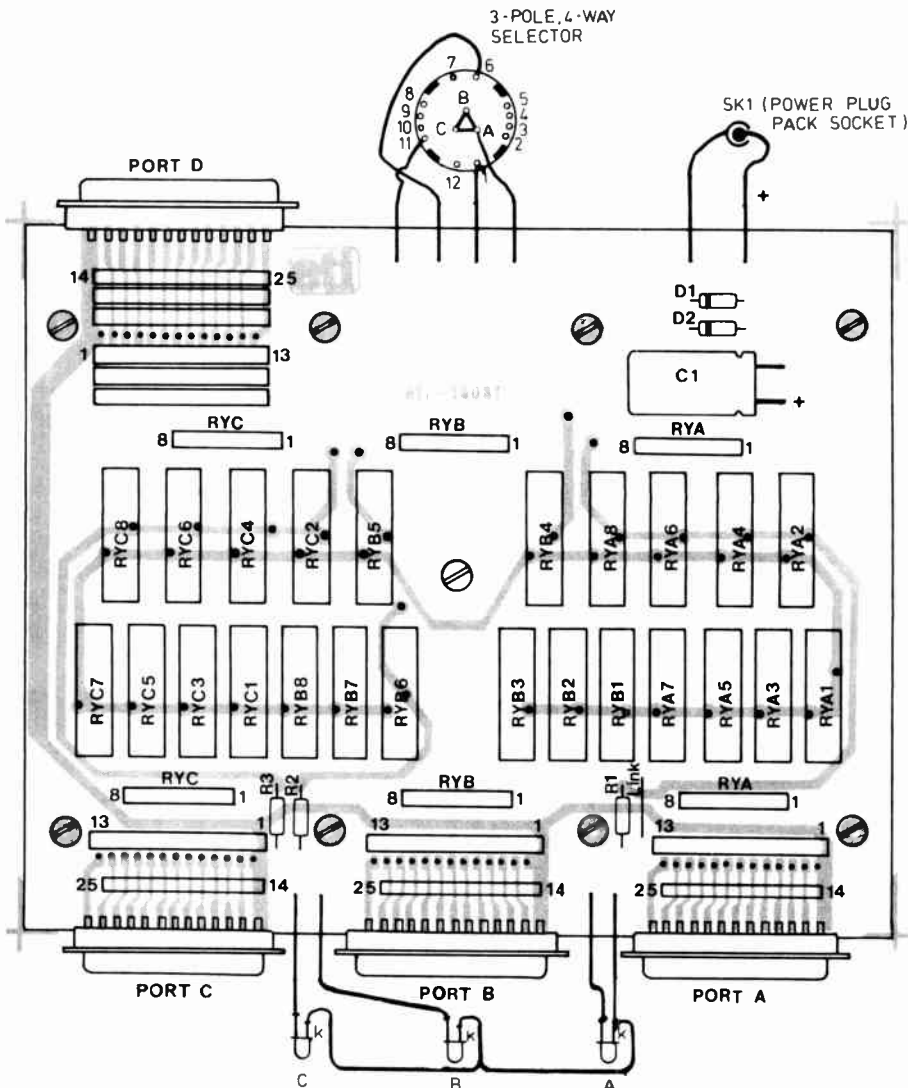 3-POLE, 4-WAY
SELECTOR
7 6
8 B 5
9 4
10 C A 3
11 2
12
SK1 (POWER PLUG
PACK SOCKET)
+
PORT D
14 25
D1
D2
1 13
C1
+
RYC RYB RYA
8 1 8 1 8 1
RYC8 RYC6 RYC4 RYC2 RYB5 RYB4 RYA8 RYA6 RYA4 RYA2
RYC7 RYC5 RYC3 RYC1 RYB8 RYB7 RYB6 RYB3 RYB2 RYB1 RYA7 RYA5 RYA3 RYA1
RYC R3 R2 RYB R1 Link RYA
8 1 8 1 8 1
13 1 13 1 13 1
25 14 25 14 25 14
PORT C PORT B PORT A
k k k
C B A